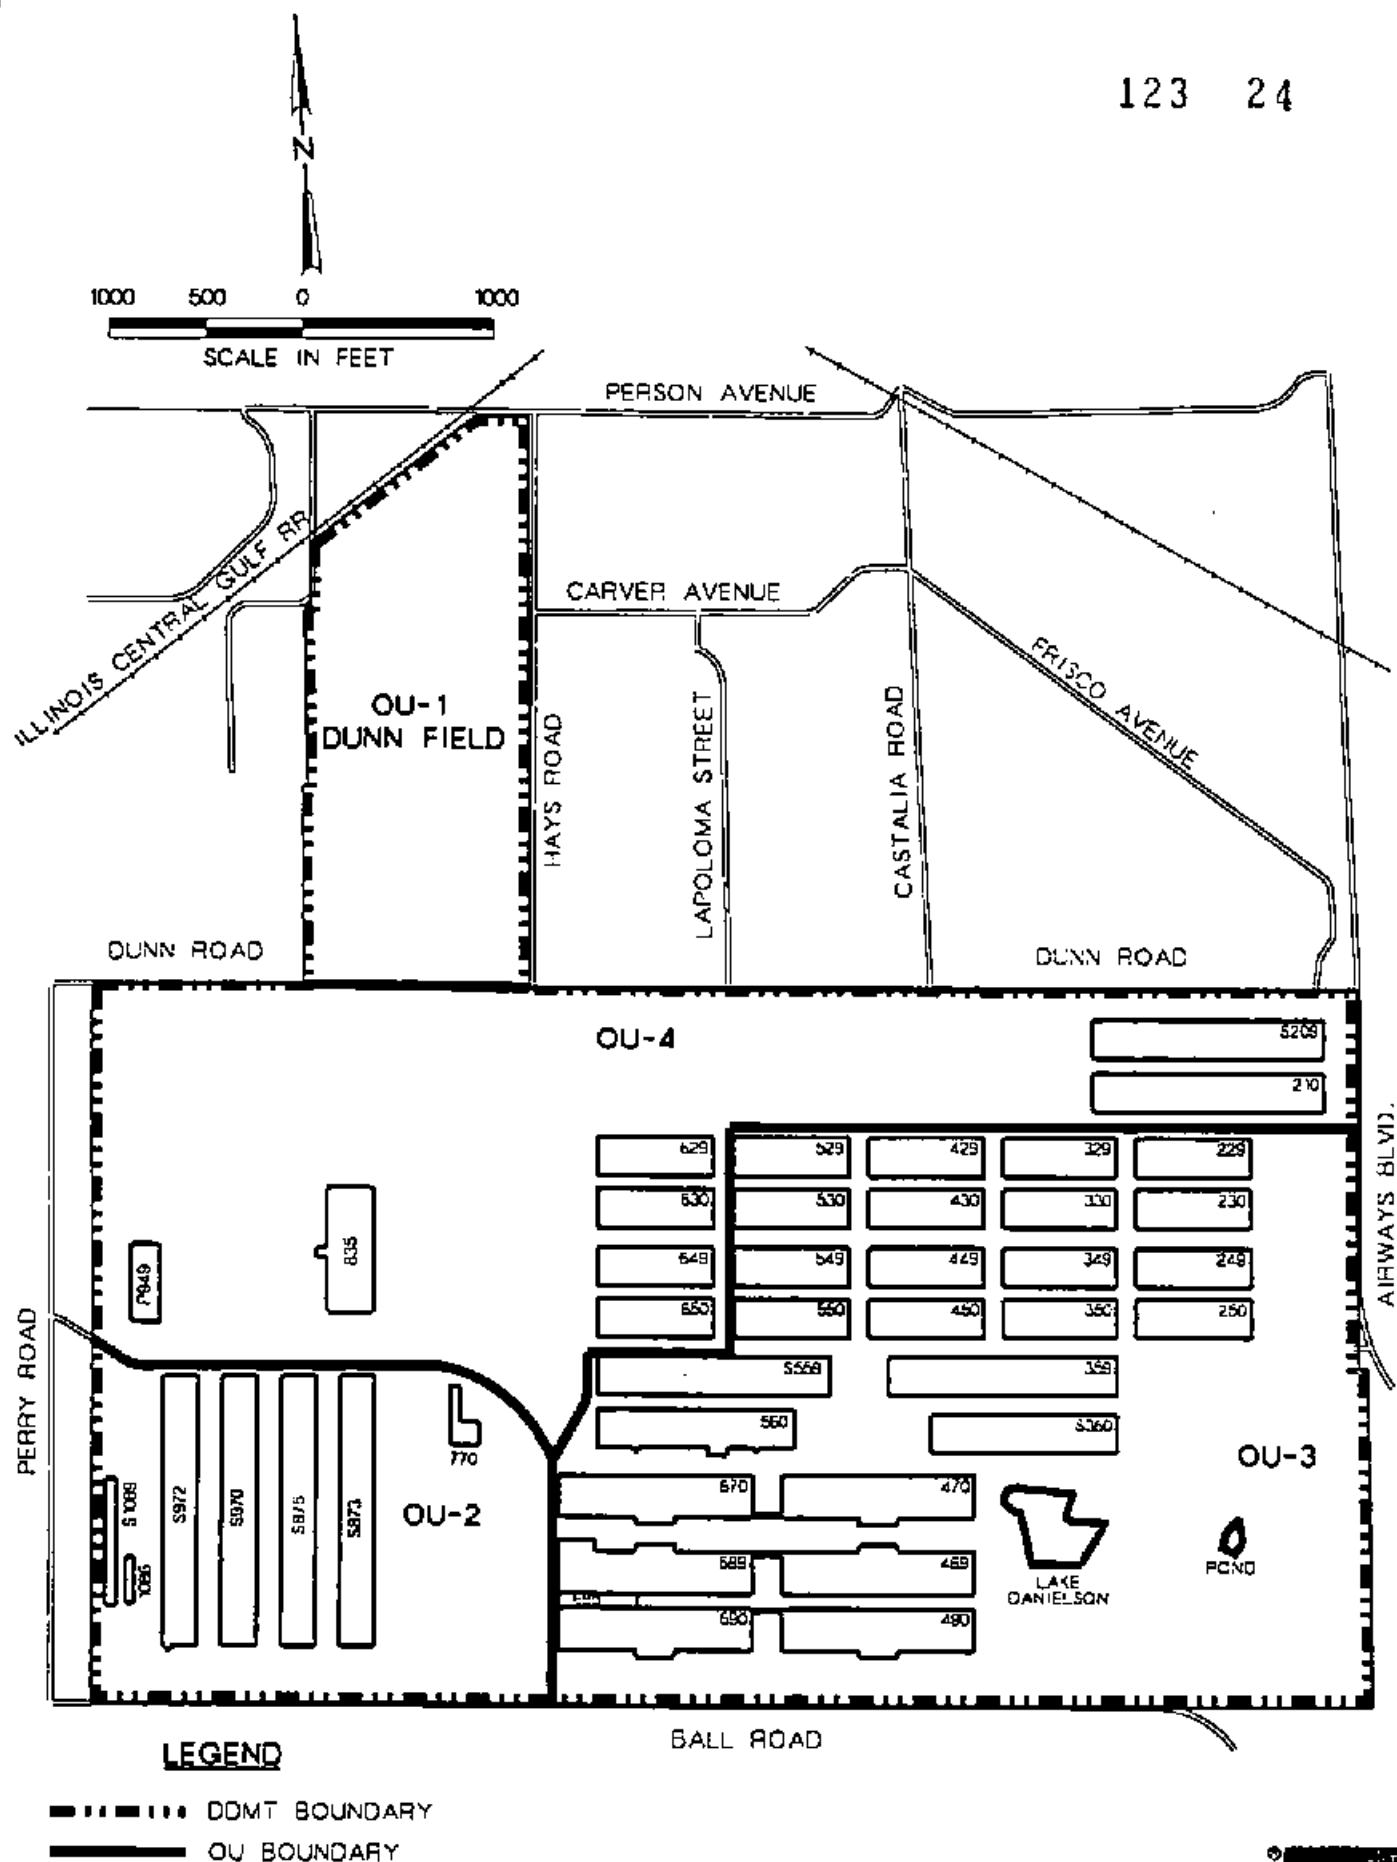 123 24
N
1000 500 0 1000
SCALE IN FEET
PERSON AVENUE
ILLINOIS CENTRAL GULF RR
CARVER AVENUE
FRISCO AVENUE
OU-1
DUNN FIELD
HAYS ROAD
LAPOLOMA STREET
CASTALIA ROAD
DUNN ROAD
DUNN ROAD
OU-4
S209
210
AIRWAYS BLVD.
629 529 429 329 229
630 530 430 330 230
649 549 449 349 249
650 550 450 350 250
835
P949
PERRY ROAD
S559 359
560 S360
770
OU-3
670 470
S1089
1086
S972
S970
S875
S873
OU-2
689 469
690 490
LAKE
DANIELSON
POND
BALL ROAD
LEGEND
DDMT BOUNDARY
OU BOUNDARY